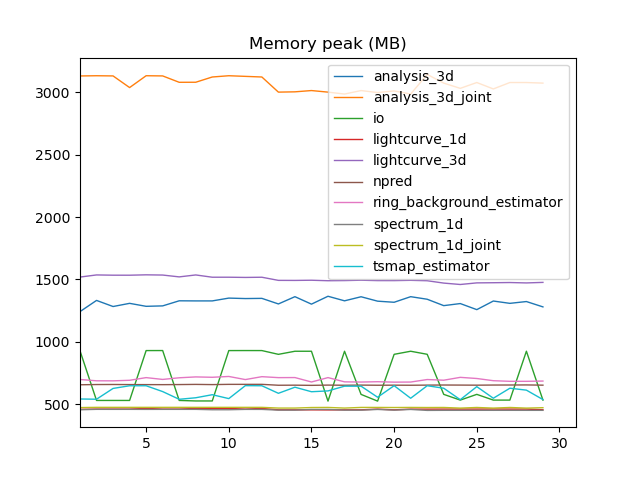 Memory peak (MB)
analysis_3d
analysis_3d_joint
io
lightcurve_1d
lightcurve_3d
npred
ring_background_estimator
spectrum_1d
spectrum_1d_joint
tsmap_estimator
3000
2500
2000
1500
1000
500
5
10
15
20
25
30